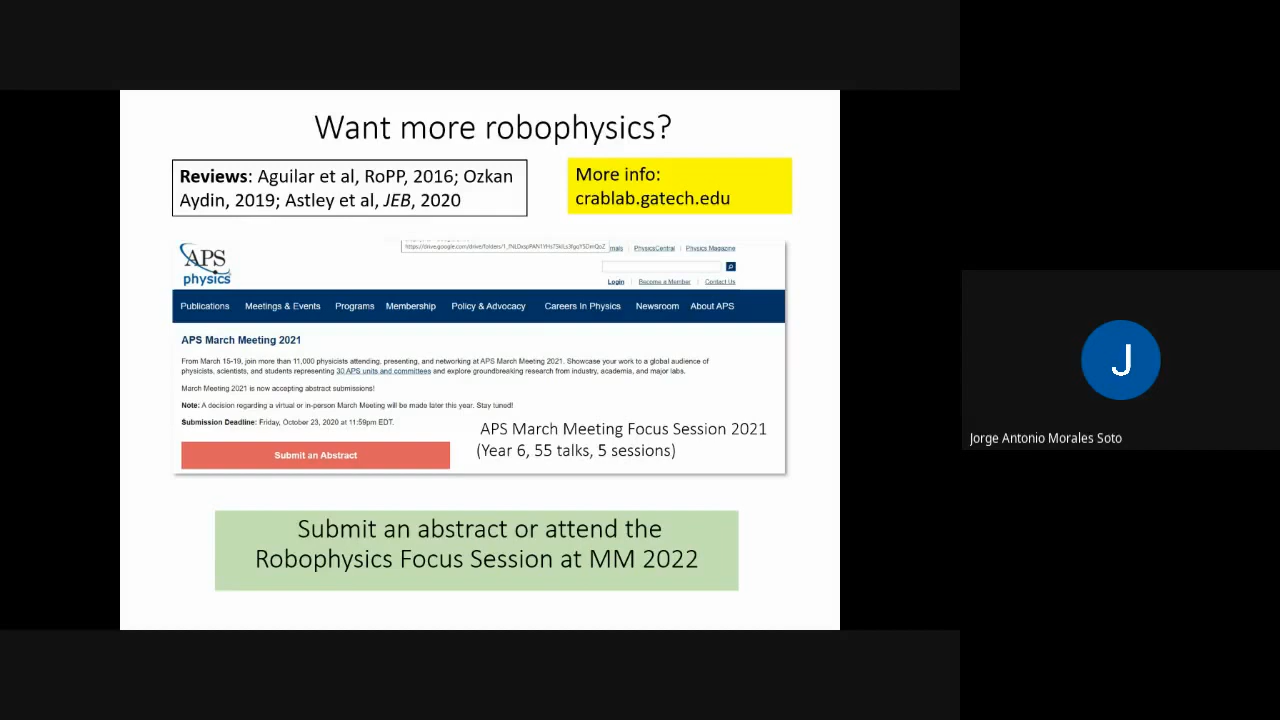 Want more robophysics?
Reviews: Aguilar et al, RoPP, 2016; Ozkan
Aydin, 2019; Astley et al, JEB, 2020
More info:
crablab.gatech.edu
APS
physics
PhysicsCentral | Physics Magazine
Login | Become a Member | Contact Us
Publications Meetings & Events Programs Membership Policy & Advocacy Careers In Physics Newsroom About APS
APS March Meeting 2021
From March 15-19, join more than 11,000 physicists attending, presenting, and networking at APS March Meeting 2021. Showcase your work to a global audience of
physicists, scientists, and students representing 30 APS units and committees and explore groundbreaking research from industry, academia, and major labs.
March Meeting 2021 is now accepting abstract submissions!
Note: A decision regarding a virtual or in-person March Meeting will be made later this year. Stay tuned!
Submission Deadline: Friday, October 23, 2020 at 11:59pm EDT.
Submit an Abstract
APS March Meeting Focus Session 2021
(Year 6, 55 talks, 5 sessions)
Submit an abstract or attend the
Robophysics Focus Session at MM 2022
J
Jorge Antonio Morales Soto